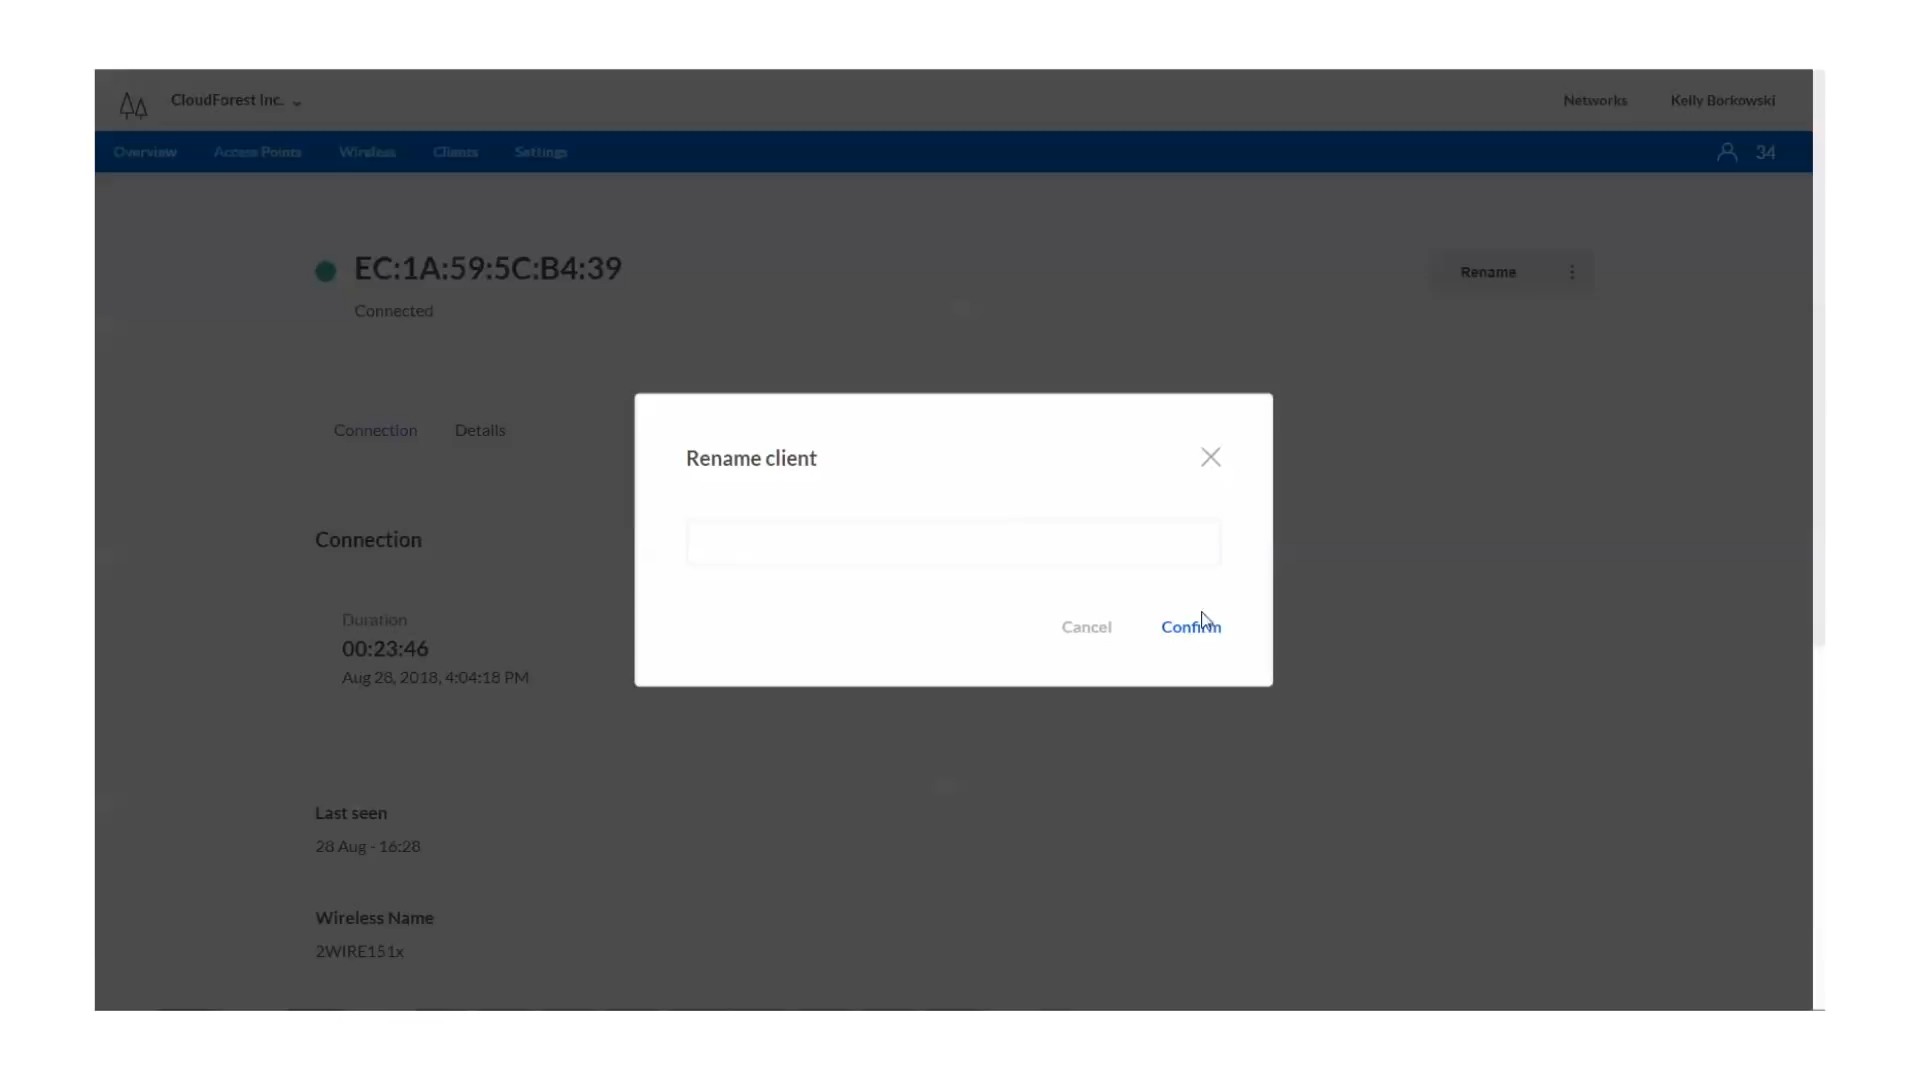 CloudForest Inc.
Networks
Kelly Borkowski
Overview
Access Points
Wireless
Clients
Settings
34
EC:1A:59:5C:B4:39
Connected
Rename
Connection
Details
Rename client
Cancel
Confirm
Connection
Duration
00:23:46
Aug 28, 2018, 4:04:18 PM
Last seen
28 Aug - 16:28
Wireless Name
2WIRE151x